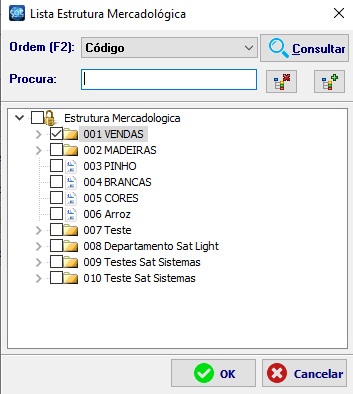 Lista Estrutura Mercadológica
Ordem (F2): Código Consultar
Procura:
Estrutura Mercadologica
001 VENDAS
002 MADEIRAS
003 PINHO
004 BRANCAS
005 CORES
006 Arroz
007 Teste
008 Departamento Sat Light
009 Testes Sat Sistemas
010 Teste Sat Sistemas
OK Cancelar